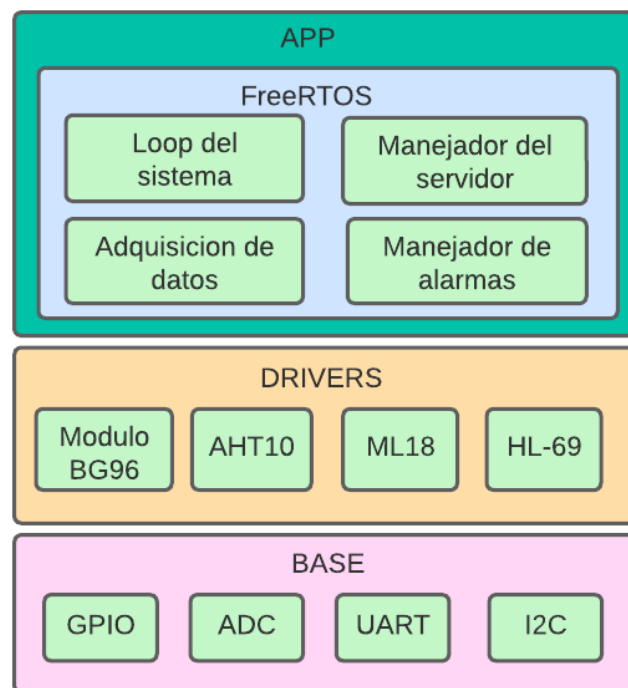 APP
FreeRTOS
Loop del
sistema
Manejador del
servidor
Adquisicion de
datos
Manejador de
alarmas
DRIVERS
Modulo
BG96
AHT10
ML18
HL-69
BASE
GPIO
ADC
UART
I2C